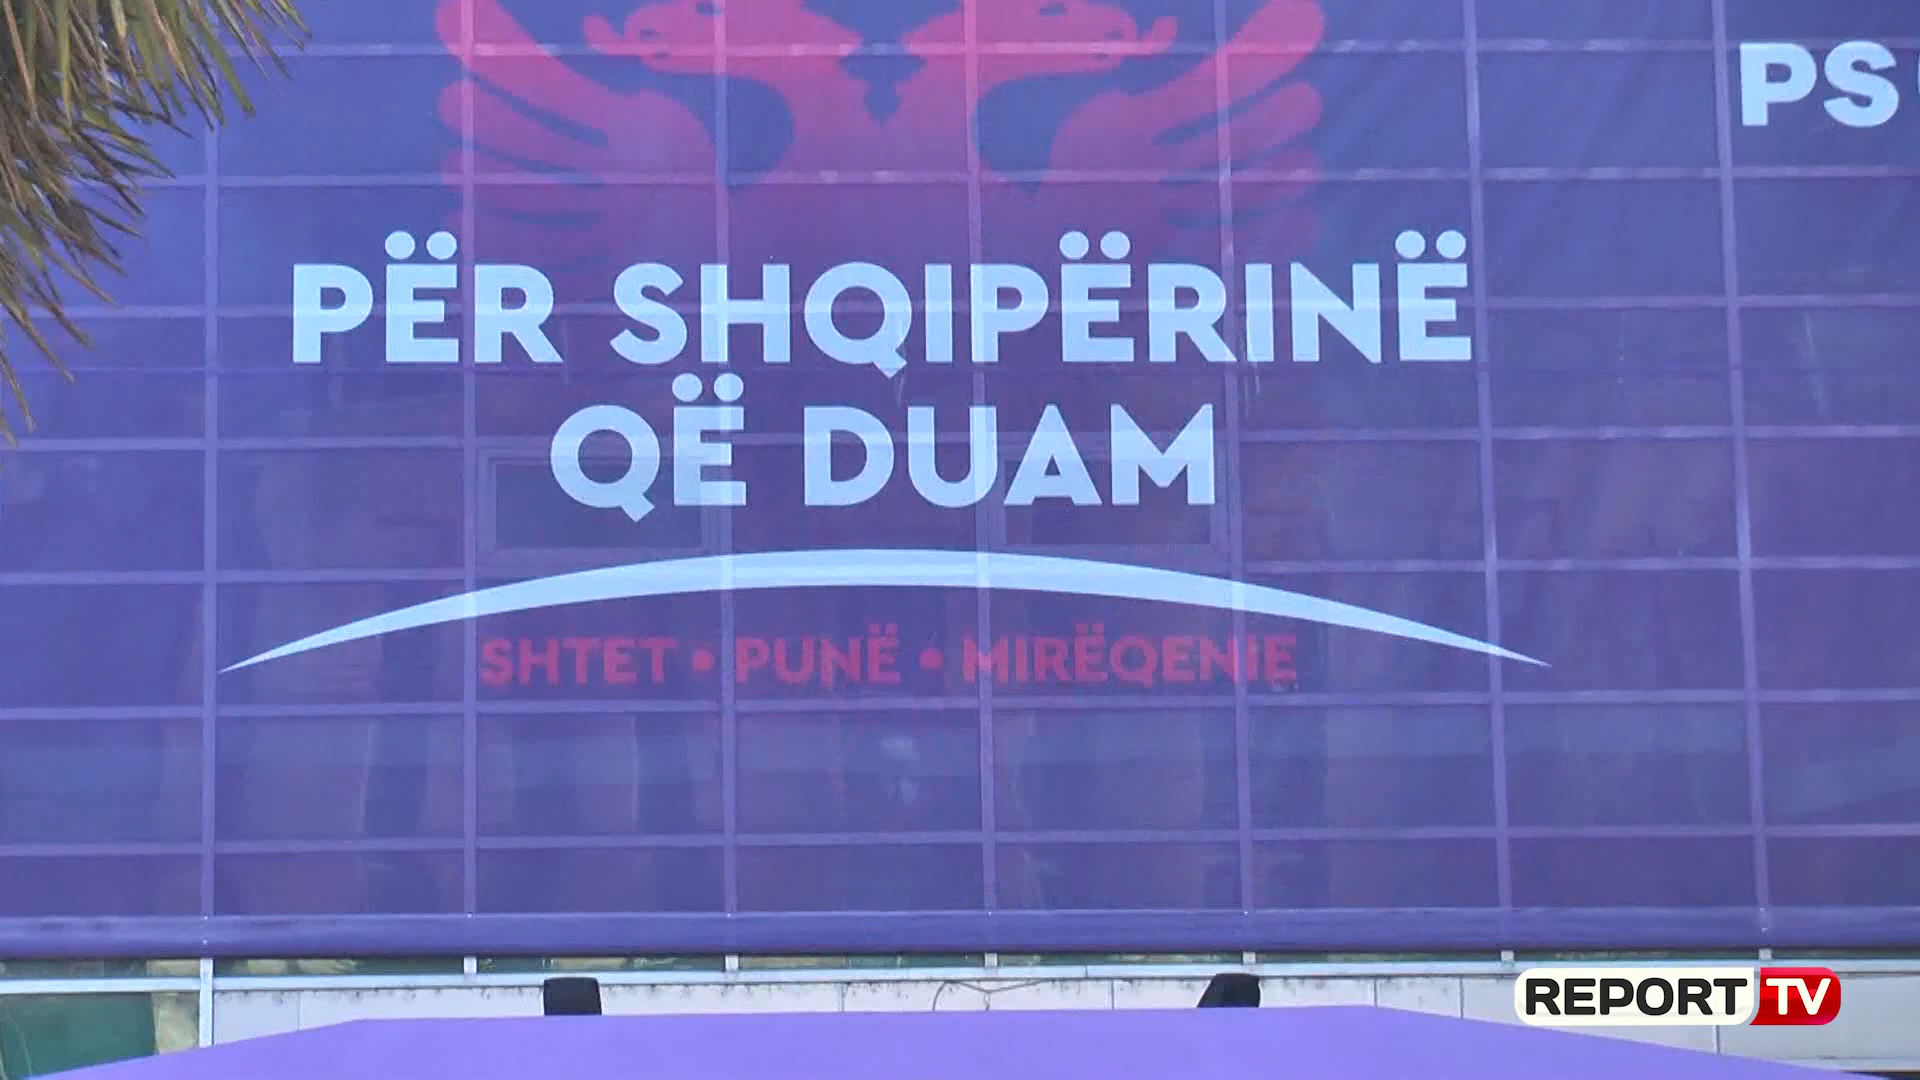 PS
PËR SHQIPËRINË
QË DUAM
SHTET • PUNË • MIRËQENIE
REPORT TV